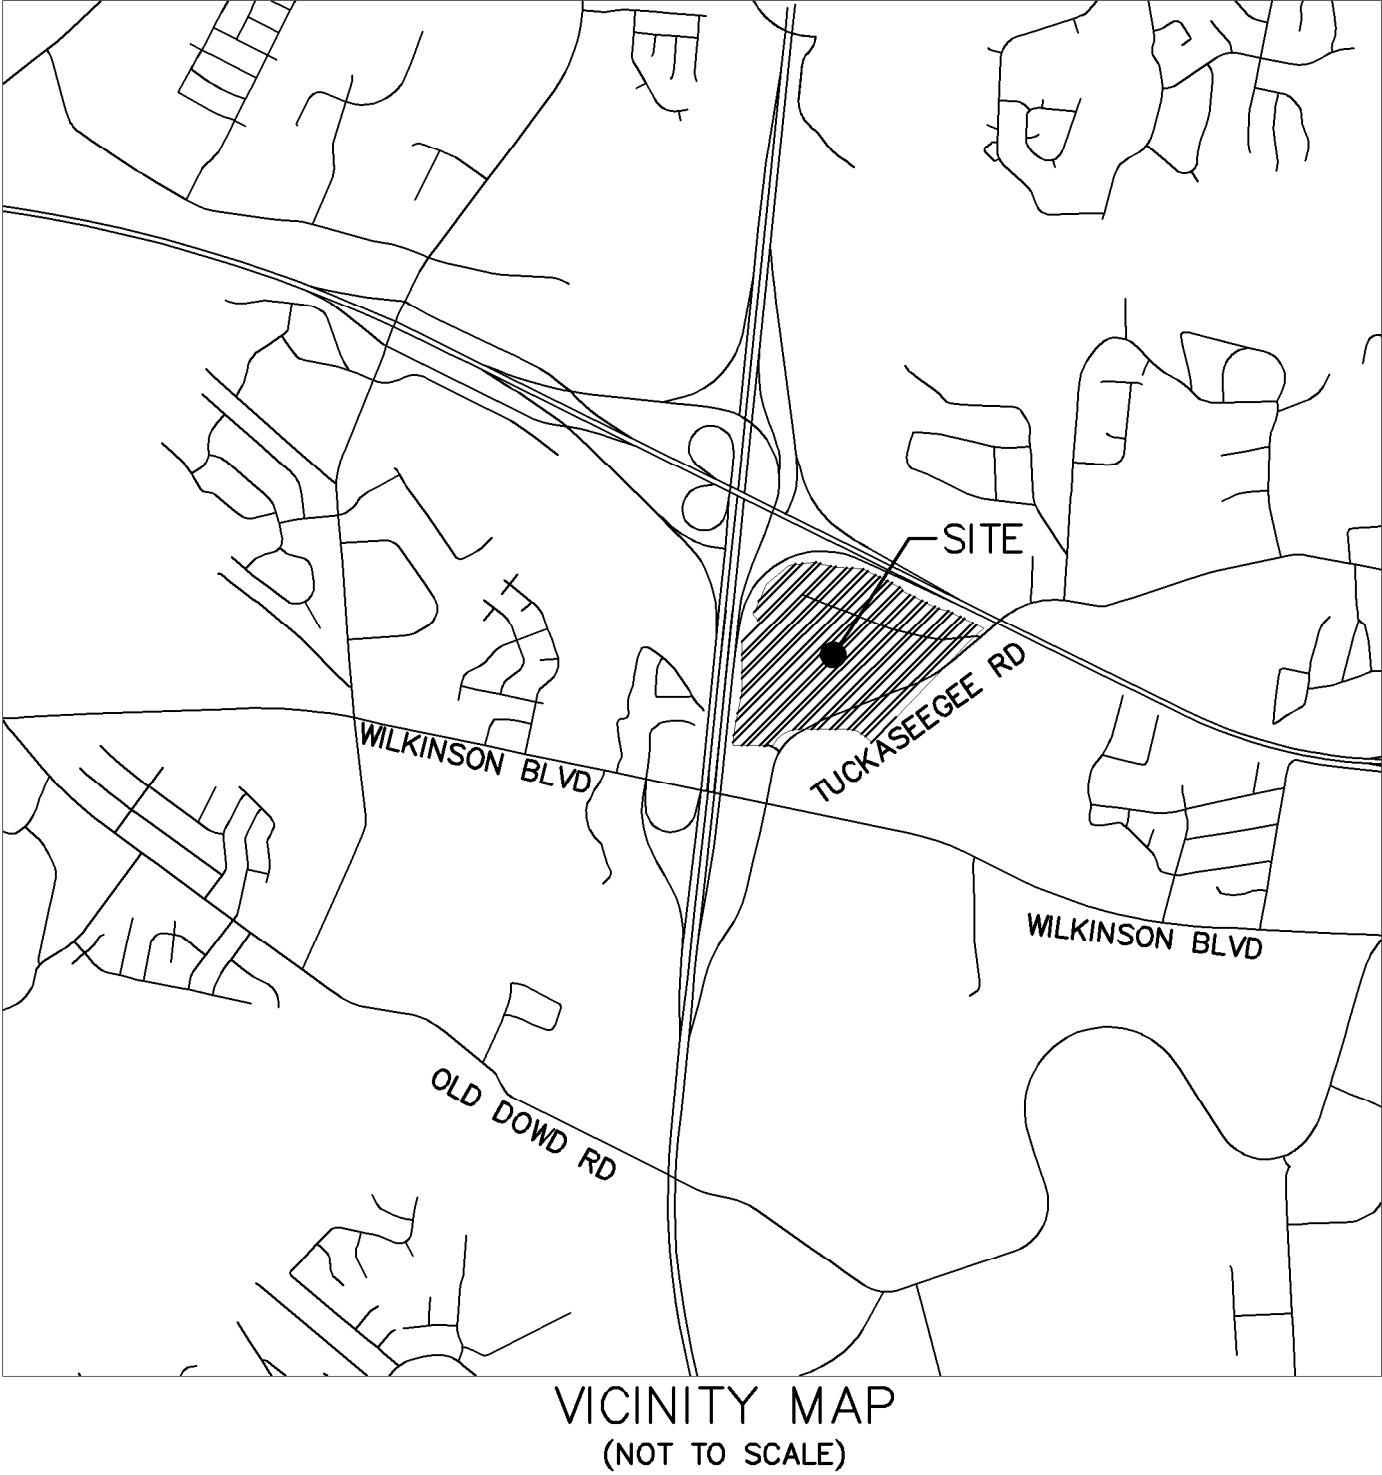 SITE
TUCKASEEGEE RD
WILKINSON BLVD
WILKINSON BLVD
OLD DOWD RD
VICINITY MAP
(NOT TO SCALE)